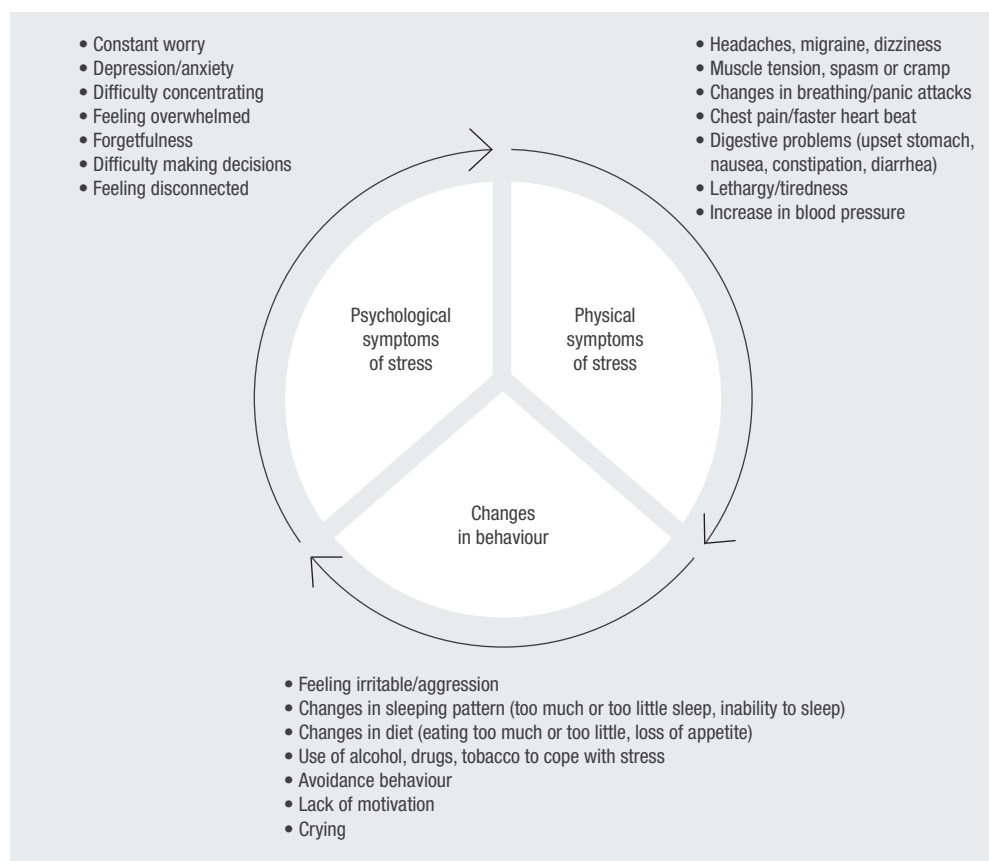 • Constant worry
• Depression/anxiety
• Difficulty concentrating
• Feeling overwhelmed
• Forgetfulness
• Difficulty making decisions
• Feeling disconnected
• Headaches, migraine, dizziness
• Muscle tension, spasm or cramp
• Changes in breathing/panic attacks
• Chest pain/faster heart beat
• Digestive problems (upset stomach,
nausea, constipation, diarrhea)
• Lethargy/tiredness
• Increase in blood pressure
Psychological
symptoms
of stress
Physical
symptoms
of stress
Changes
in behaviour
• Feeling irritable/aggression
• Changes in sleeping pattern (too much or too little sleep, inability to sleep)
• Changes in diet (eating too much or too little, loss of appetite)
• Use of alcohol, drugs, tobacco to cope with stress
• Avoidance behaviour
• Lack of motivation
• Crying